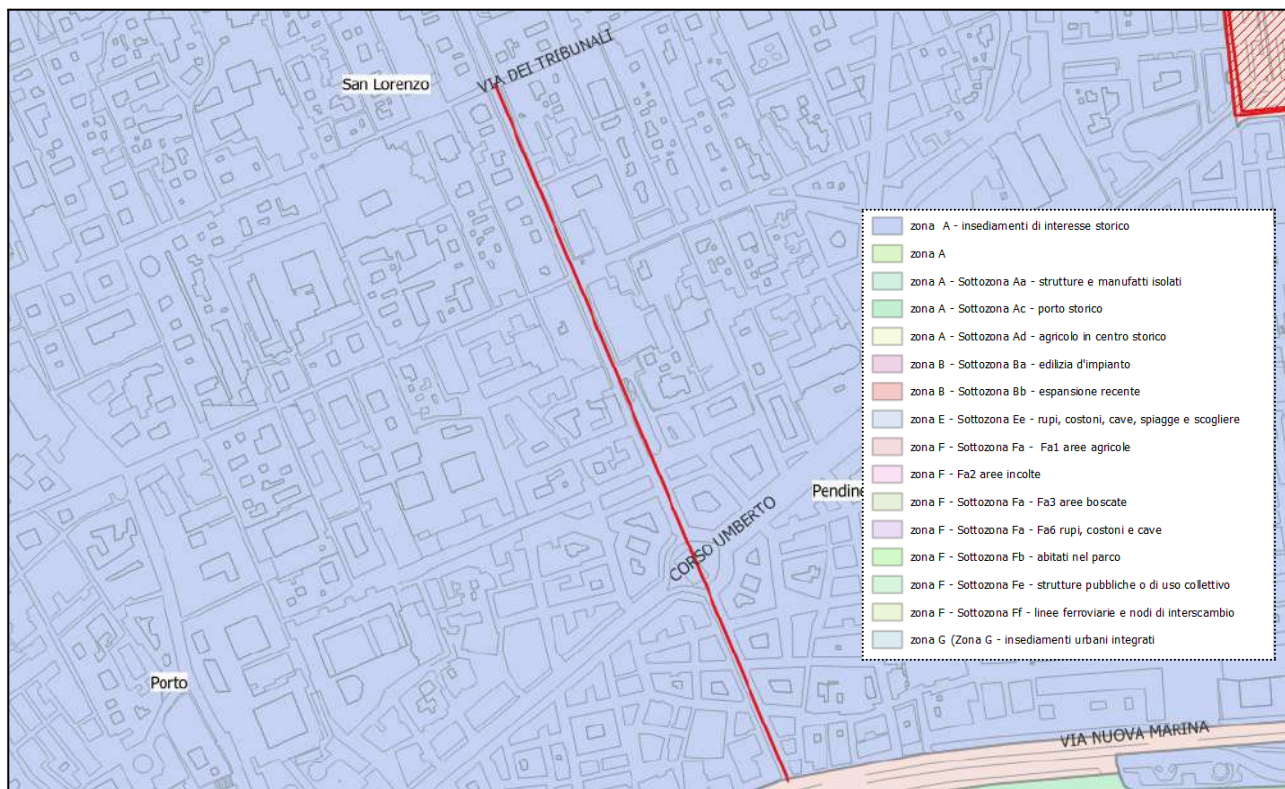 VIA DEI TRIBUNALI
San Lorenzo
zona A - insediamenti di interesse storico
zona A
zona A - Sottozona Aa - strutture e manufatti isolati
zona A - Sottozona Ac - porto storico
zona A - Sottozona Ad - agricolo in centro storico
zona B - Sottozona Ba - edilizia d'impianto
zona B - Sottozona Bb - espansione recente
zona E - Sottozona Ee - rupi, costoni, cave, spiagge e scogliere
zona F - Sottozona Fa - Fa1 aree agricole
zona F - Fa2 aree incolte
zona F - Sottozona Fa - Fa3 aree boscate
zona F - Sottozona Fa - Fa6 rupi, costoni e cave
zona F - Sottozona Fb - abitati nel parco
zona F - Sottozona Fe - strutture pubbliche o di uso collettivo
zona F - Sottozona Ff - linee ferroviarie e nodi di interscambio
zona G (Zona G - insediamenti urbani integrati
Pendine
CORSO UMBERTO
Porto
VIA NUOVA MARINA